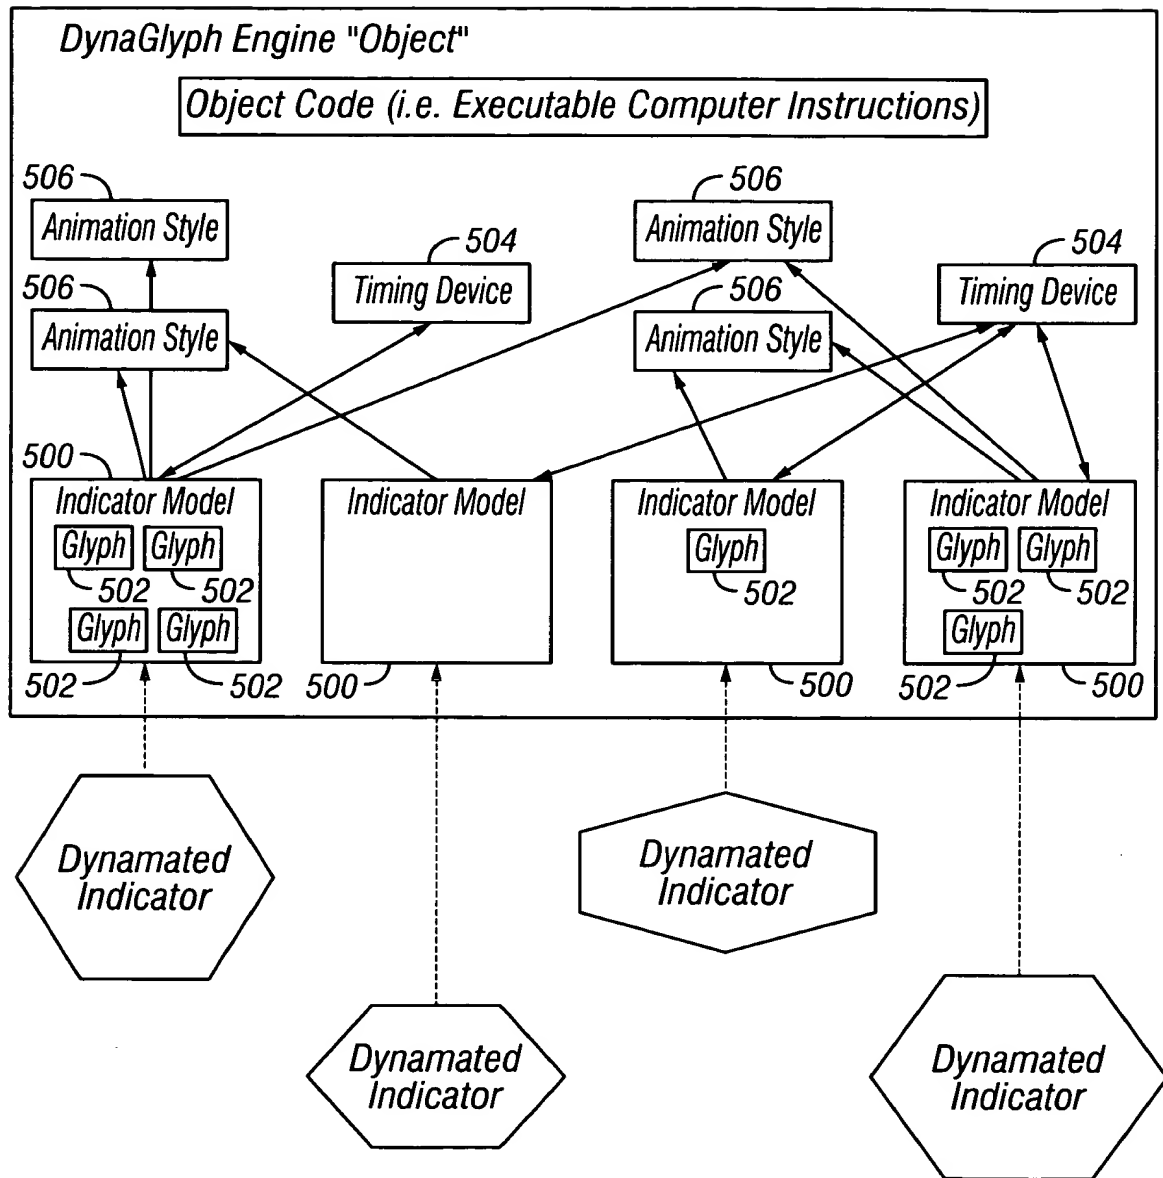 DynaGlyph Engine "Object"
Object Code (i.e. Executable Computer Instructions)
506
Animation Style
506
Animation Style
504
Timing Device
506
Animation Style
506
Animation Style
504
Timing Device
500
Indicator Model
Glyph
Glyph
502
502
Glyph
Glyph
502
502
Indicator Model
500
Indicator Model
Glyph
502
500
Indicator Model
Glyph
Glyph
502
502
Glyph
502
500
Dynamated
Indicator
Dynamated
Indicator
Dynamated
Indicator
Dynamated
Indicator